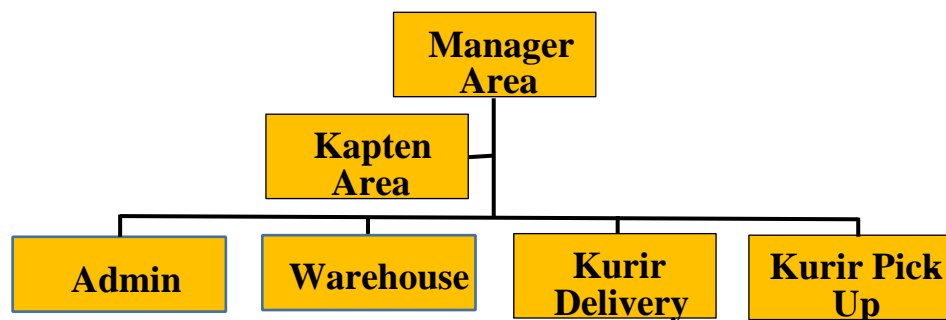 Manager
Area
Kapten
Area
Admin
Warehouse
Kurir
Delivery
Kurir Pick
Up